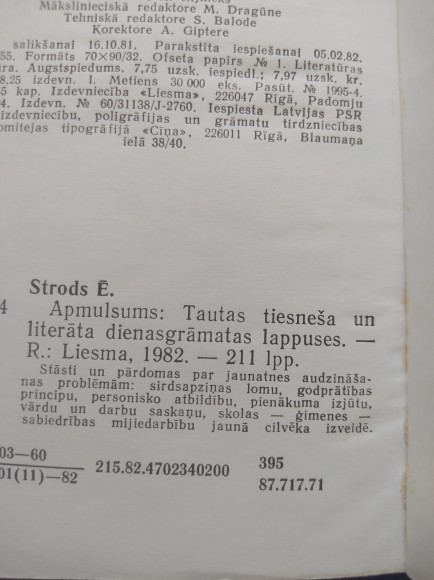 Mākslinieciskā redaktore M. Dragūne
Tehniskā redaktore S. Balode
Korektore A. Giptere
salikšanai 16.10.81. Parakstīta iespiešanai 05.02.82.
55. Formāts 70×90/32. Ofseta papīrs № 1. Literatūras
Augstspiedums. 7,75 uzsk. iespiedl.; 7,97 uzsk. kr.
8,25 izdevn. l. Metiens 30 000 eks. Pasūt. № 1995-4.
5 kap. Izdevniecība «Liesma», 226047 Rīgā, Padomju
4. Izdevn. № 60/31138/J-2760. Iespiesta Latvijas PSR
izdevniecību, poligrāfijas un grāmatu tirdzniecības
omitejas tipogrāfijā «Cīņa», 226011 Rīgā, Blaumaņa
ielā 38/40.
Strods Ē.
4 Apmulsums: Tautas tiesneša un
literāta dienasgrāmatas lappuses. —
R.: Liesma, 1982. — 211 lpp.
Stāsti un pārdomas par jaunatnes audzināša-
nas problēmām: sirdsapziņas lomu, godprātības
principu, personisko atbildību, pienākuma izjūtu,
vārdu un darbu saskaņu, skolas — ģimenes —
sabiedrības mijiedarbību jaunā cilvēka izveidē.
03—60
01(11)—82 215.82.4702340200 395
87.717.71